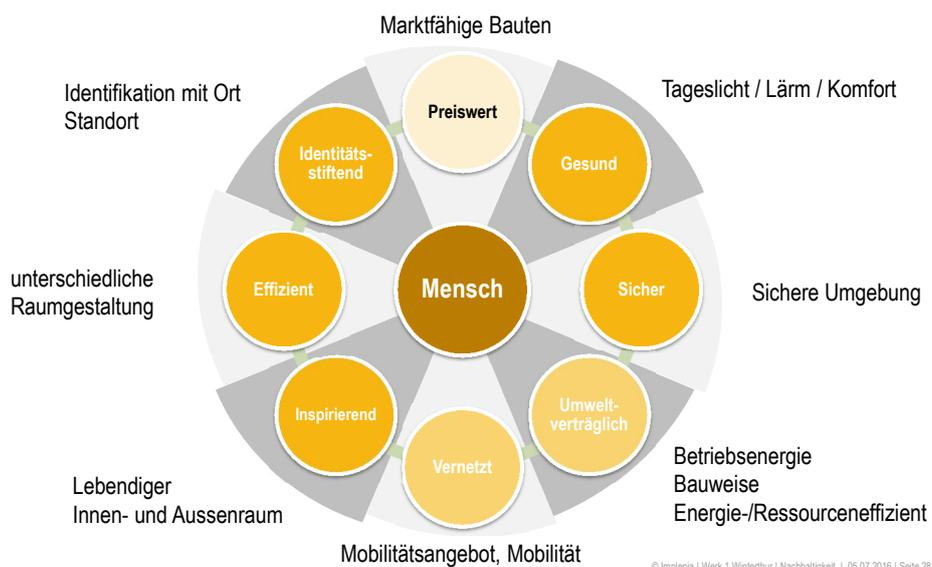 Marktfähige Bauten
Identifikation mit Ort
Standort
Tageslicht / Lärm / Komfort
Preiswert
Identitäts-
stiftend
Gesund
unterschiedliche
Raumgestaltung
Effizient
Mensch
Sicher
Sichere Umgebung
Inspirierend
Umwelt-
verträglich
Vernetzt
Lebendiger
Innen- und Aussenraum
Betriebsenergie
Bauweise
Energie-/Ressourceneffizient
Mobilitätsangebot, Mobilität
© Implenia | Werk 1 Winterthur | Nachhaltigkeit | 05.07.2016 | Seite 28